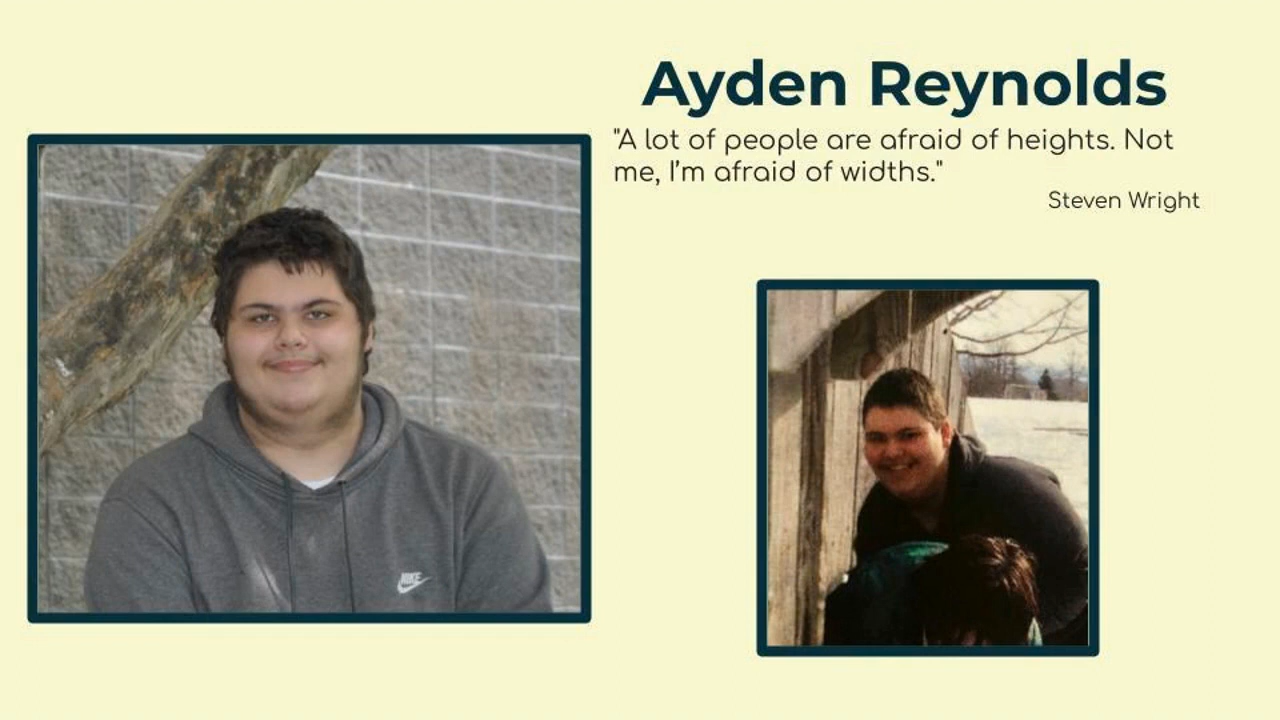 Ayden Reynolds
"A lot of people are afraid of heights. Not
me, I’m afraid of widths."
Steven Wright
NIKE